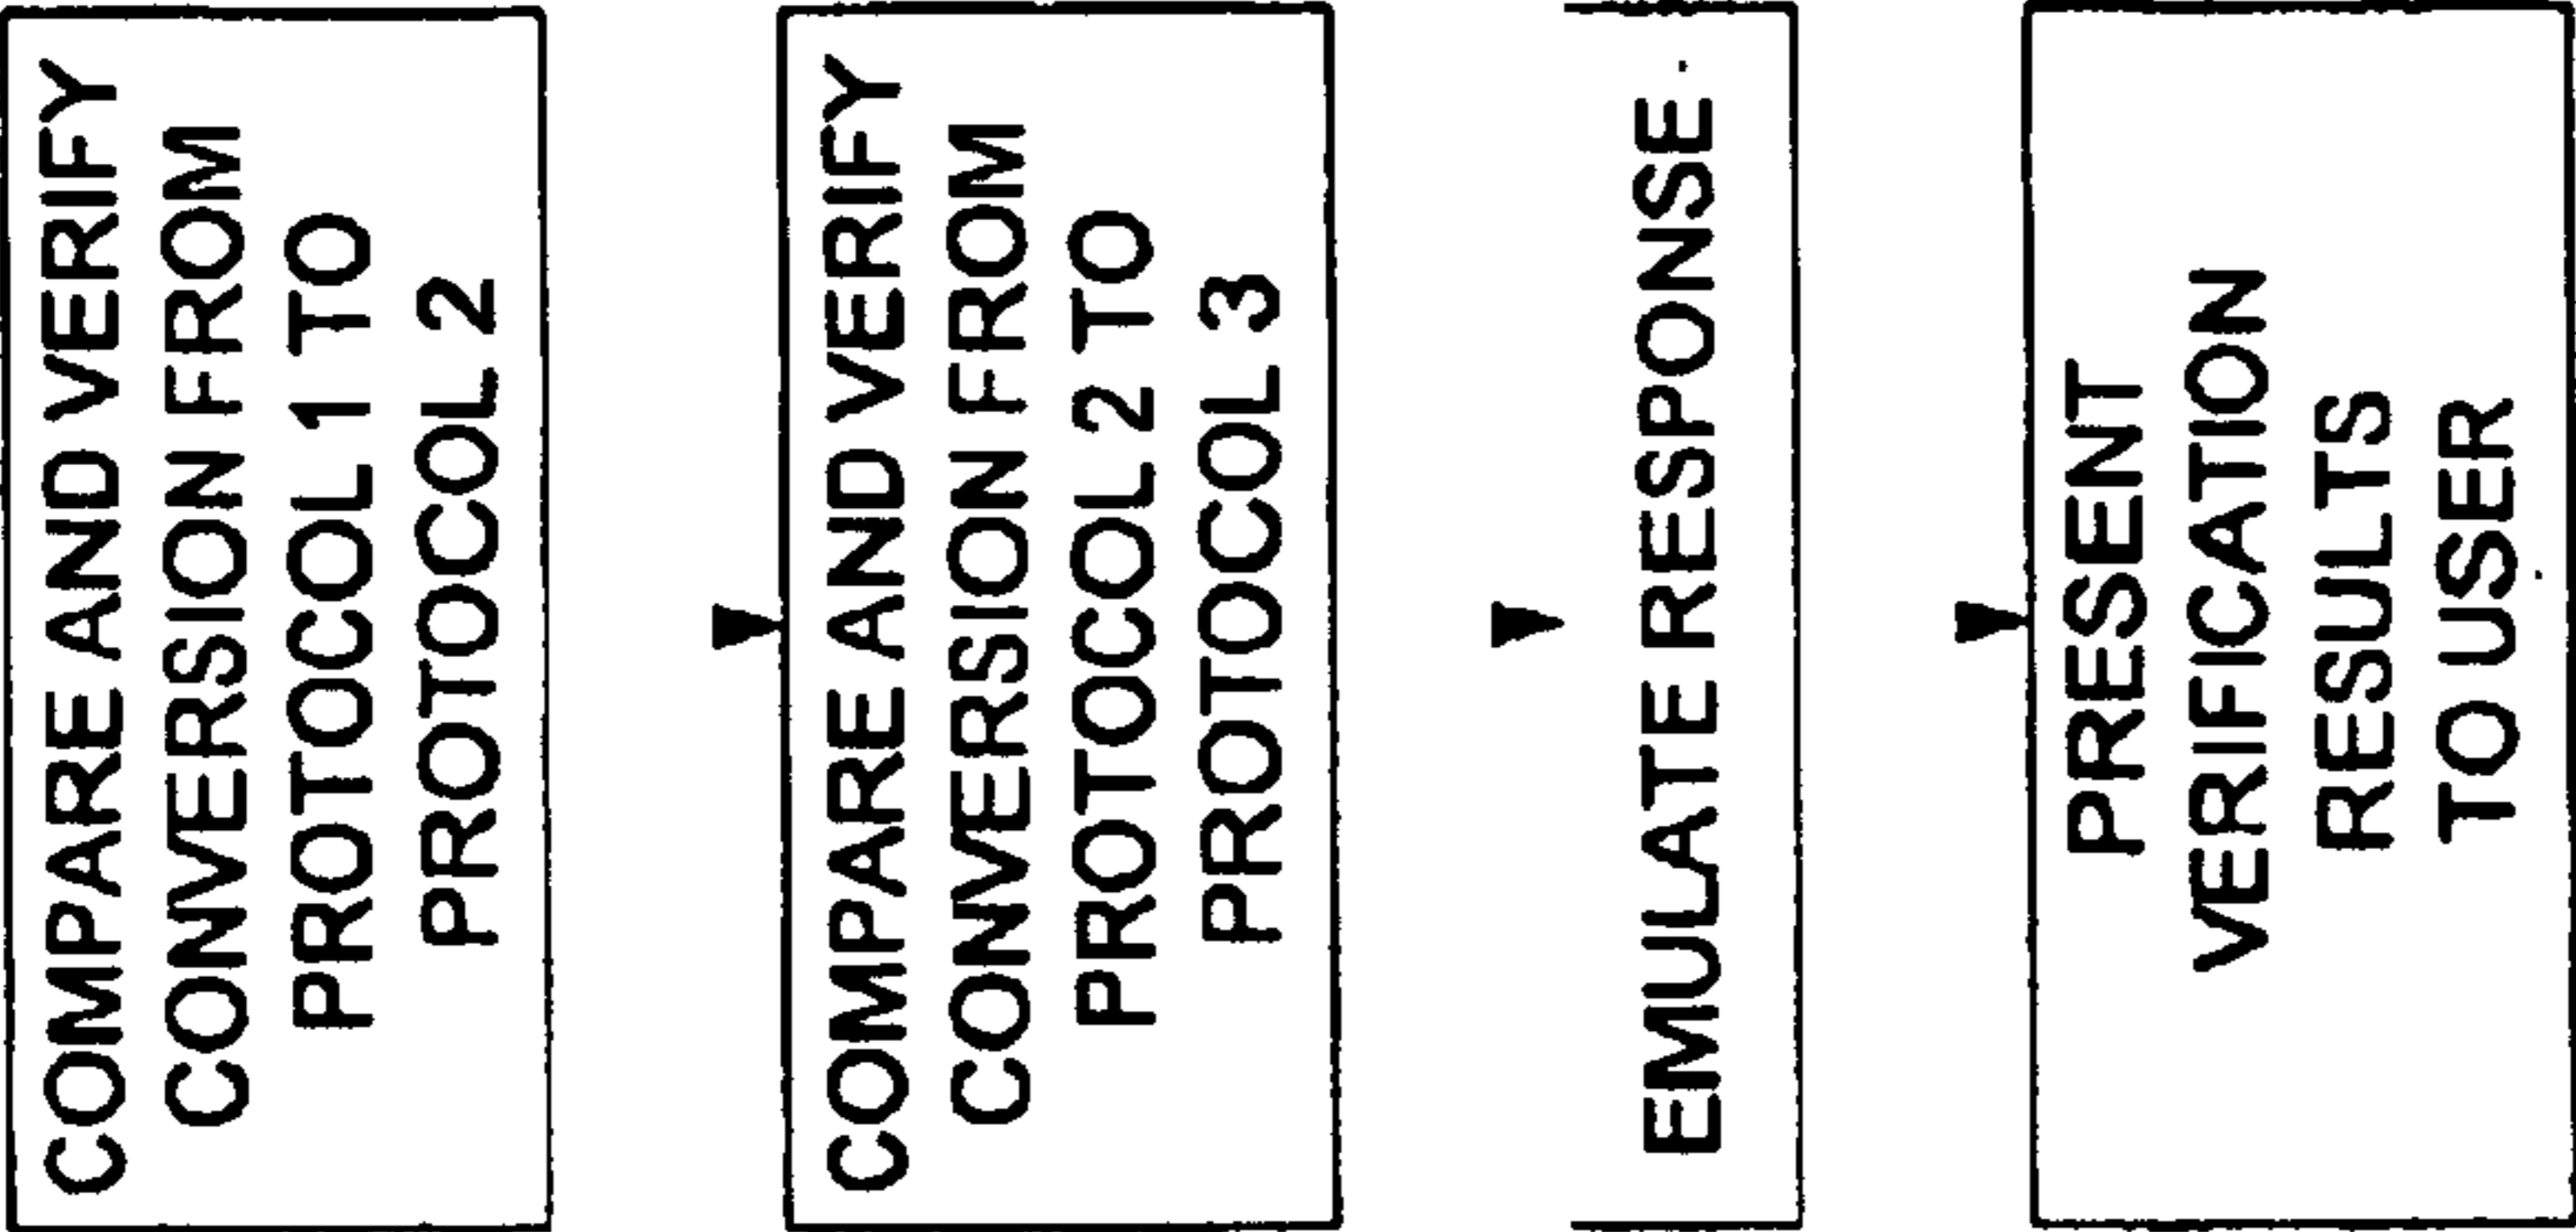 COMPARE AND VERIFY
CONVERSION FROM
PROTOCOL 1 TO
PROTOCOL 2
COMPARE AND VERIFY
CONVERSION FROM
PROTOCOL 2 TO
PROTOCOL 3
EMULATE RESPONSE
PRESENT
VERIFICATION
RESULTS
TO USER